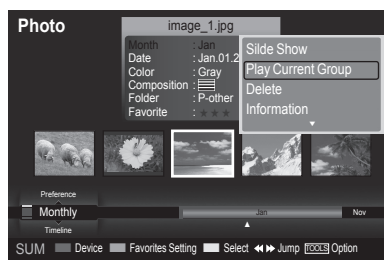 Photo
image_1.jpg
Month : Jan
Date : Jan.01.2
Color : Gray
Composition :
Folder : P-other
Favorite : ★ ★ ★
Silde Show
Play Current Group
Delete
Information
Preference
Monthly
Timeline
Jan
Nov
SUM Device Favorites Setting Select Jump TOOLS Option